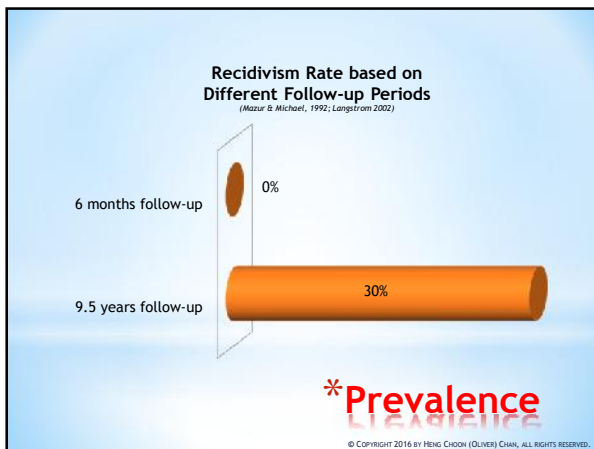 Recidivism Rate based on
Different Follow-up Periods
(Mazur & Michael, 1992; Langstrom 2002)
6 months follow-up
0%
9.5 years follow-up
30%
*Prevalence
© COPYRIGHT 2016 BY HENG CHOON (OLIVER) CHAN, ALL RIGHTS RESERVED.